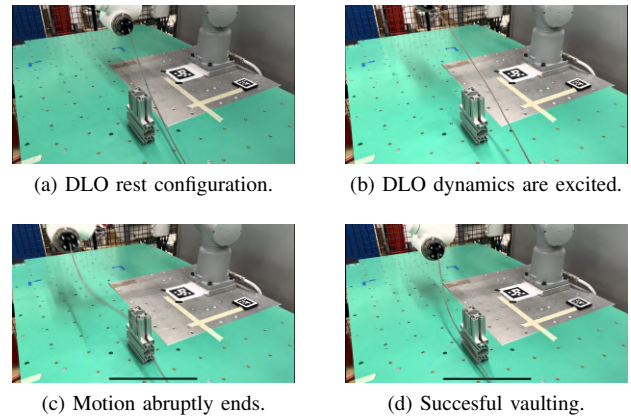 (a) DLO rest configuration.
(b) DLO dynamics are excited.
(c) Motion abruptly ends.
(d) Succesful vaulting.